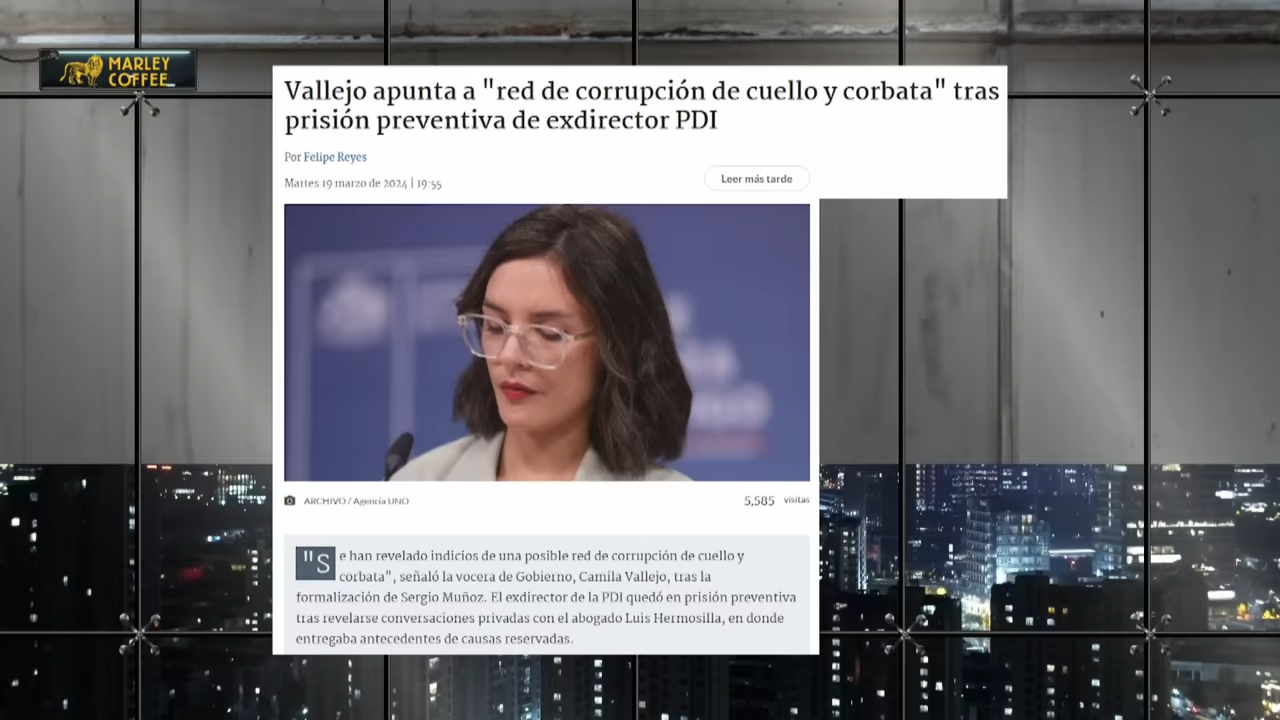 MARLEY
COFFEE
Vallejo apunta a "red de corrupción de cuello y corbata" tras
prisión preventiva de exdirector PDI
Por Felipe Reyes
Martes 19 marzo de 2024 | 19:55
Leer más tarde
ARCHIVO / Agencia UNO
5,585 visitas
"Se han revelado indicios de una posible red de corrupción de cuello y
corbata", señaló la vocera de Gobierno, Camila Vallejo, tras la
formalización de Sergio Muñoz. El exdirector de la PDI quedó en prisión preventiva
tras revelarse conversaciones privadas con el abogado Luis Hermosilla, en donde
entregaba antecedentes de causas reservadas.